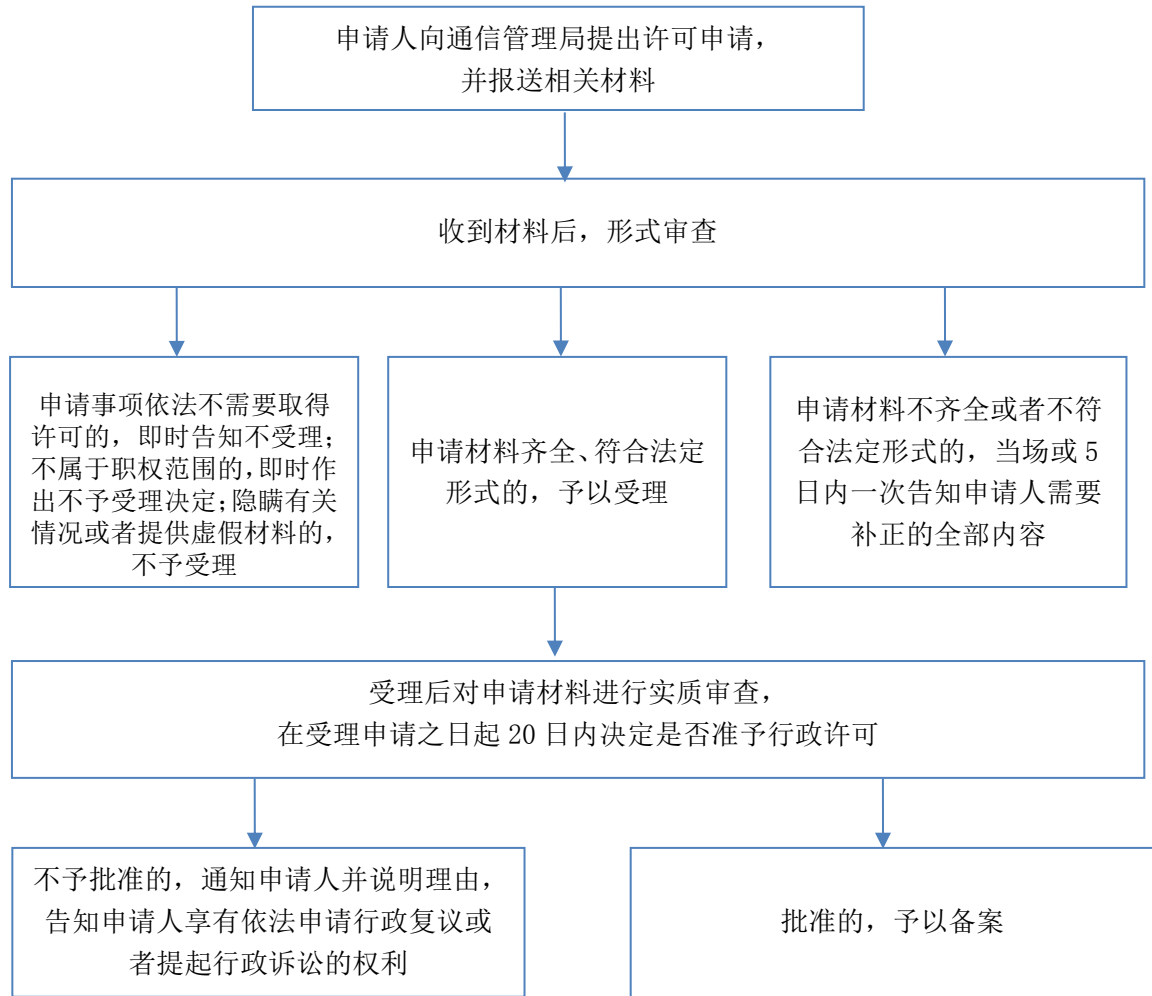 申请人向通信管理局提出许可申请，
并报送相关材料
收到材料后，形式审查
申请事项依法不需要取得
许可的，即时告知不受理；
不属于职权范围的，即时作
出不予受理决定；隐瞒有关
情况或者提供虚假材料的，
不予受理
申请材料齐全、符合法定
形式的，予以受理
申请材料不齐全或者不符
合法定形式的，当场或 5
日内一次告知申请人需要
补正的全部内容
受理后对申请材料进行实质审查，
在受理申请之日起 20 日内决定是否准予行政许可
不予批准的，通知申请人并说明理由，
告知申请人享有依法申请行政复议或
者提起行政诉讼的权利
批准的，予以备案